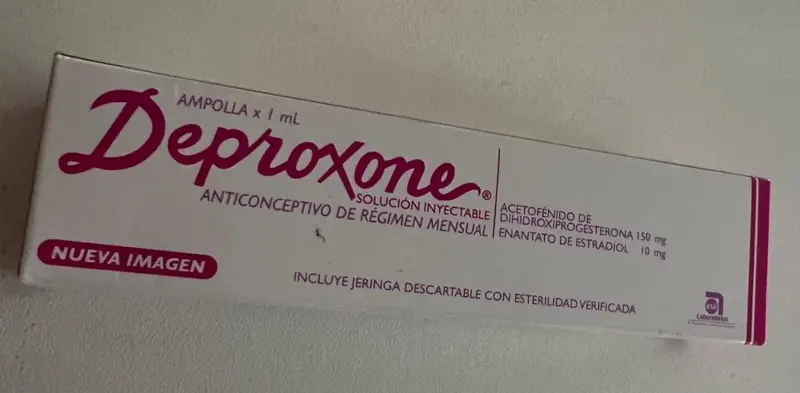 AMPOLLA x 1 mL
Deproxone®
SOLUCIÓN INYECTABLE
ANTICONCEPTIVO DE RÉGIMEN MENSUAL
ACETOFÉNIDO DE
DIHIDROXIPROGESTERONA 150 mg
ENANTATO DE ESTRADIOL 10 mg
NUEVA IMAGEN
INCLUYE JERINGA DESCARTABLE CON ESTERILIDAD VERIFICADA
Laboratorios